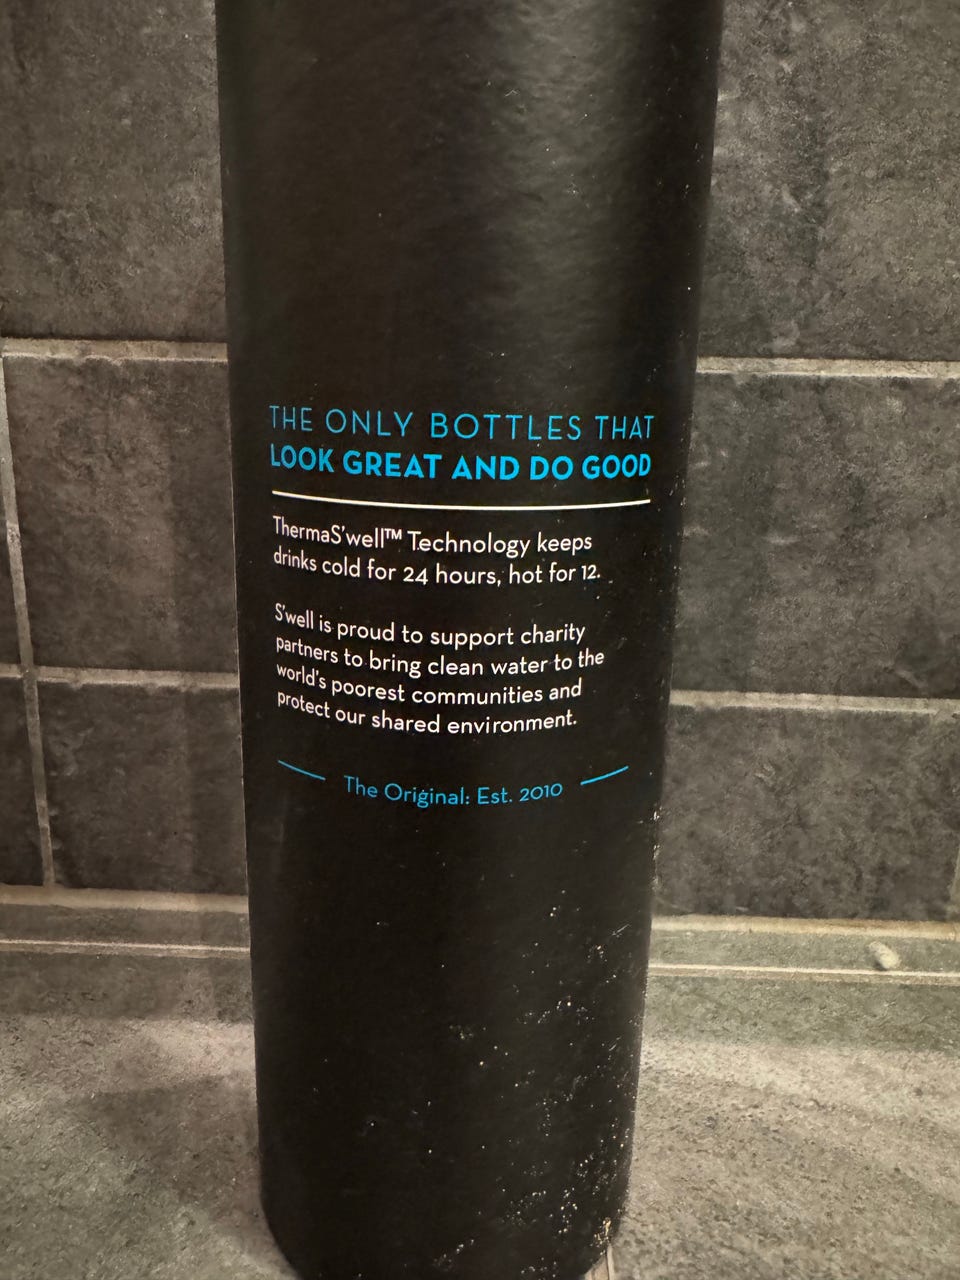 THE ONLY BOTTLES THAT
LOOK GREAT AND DO GOOD
ThermaS'well™ Technology keeps
drinks cold for 24 hours, hot for 12.
S'well is proud to support charity
partners to bring clean water to the
world's poorest communities and
protect our shared environment.
The Original: Est. 2010